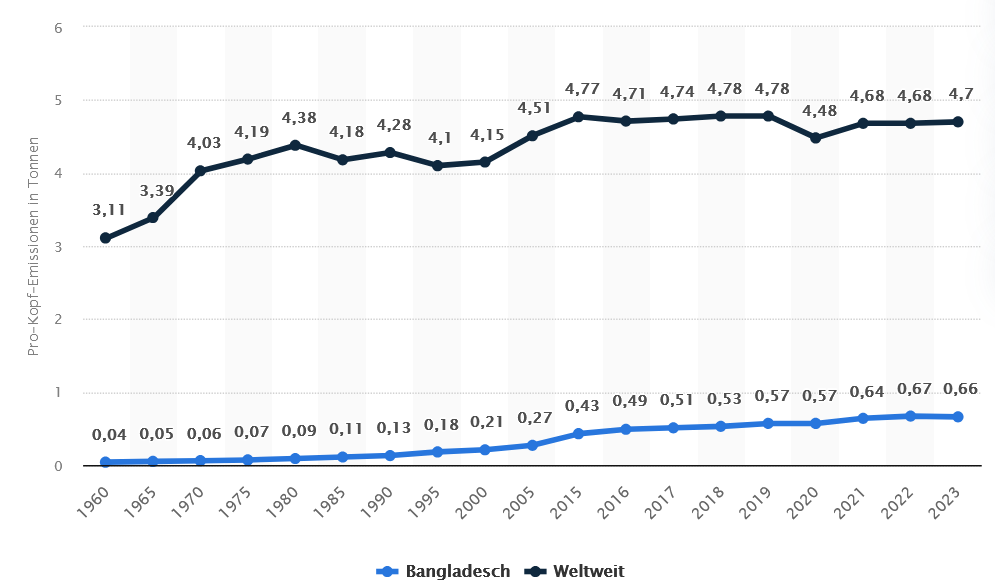 6
5
4
3
2
1
0
Pro-Kopf-Emissionen in Tonnen
3,11 3,39 4,03 4,19 4,38 4,18 4,28 4,1 4,15 4,51 4,77 4,71 4,74 4,78 4,78 4,48 4,68 4,68 4,7
0,04 0,05 0,06 0,07 0,09 0,11 0,13 0,18 0,21 0,27 0,43 0,49 0,51 0,53 0,57 0,57 0,64 0,67 0,66
1960 1965 1970 1975 1980 1985 1990 1995 2000 2005 2015 2016 2017 2018 2019 2020 2021 2022 2023
Bangladesch Weltweit